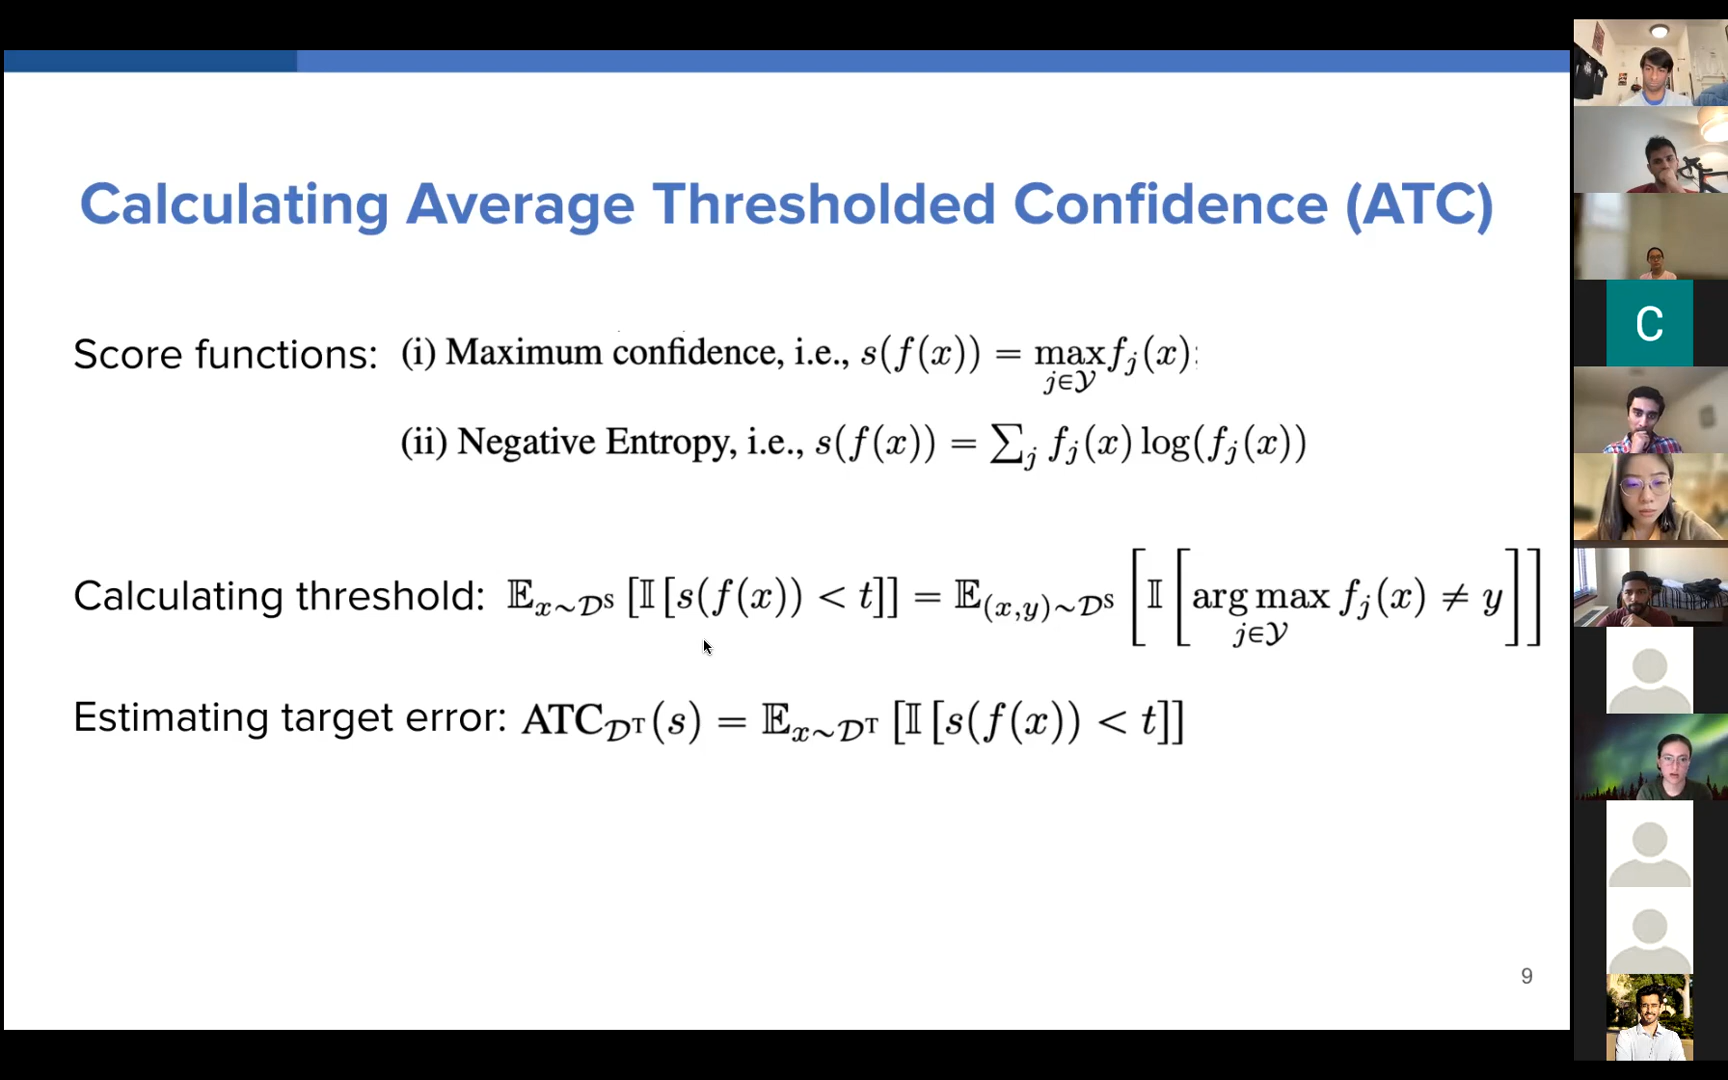 Calculating Average Thresholded Confidence (ATC)
Score functions: (i) Maximum confidence, i.e., s(f(x)) = max_{j∈𝒴} f_j(x);
(ii) Negative Entropy, i.e., s(f(x)) = ∑_j f_j(x) log(f_j(x))
Calculating threshold: 𝔼_{x∼𝒟^S} [𝕀 [s(f(x)) < t]] = 𝔼_{(x,y)∼𝒟^S} [𝕀 [arg max_{j∈𝒴} f_j(x) ≠ y]]
Estimating target error: ATC_{𝒟^T}(s) = 𝔼_{x∼𝒟^T} [𝕀 [s(f(x)) < t]]
9
C